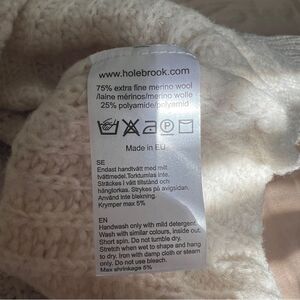 www.holebrook.com
75% extra fine merino wool
/laine mérinos/merino wolle
25% polyamide/polyamid
Made in EU
SE
Endast handtvätt med milt
tvättmedel.Torktumlas inte.
Sträckes i vått tillstånd och
hänglorkas. Strykes på avigsidan.
Använd inte blekning.
Krymper max 5%
EN
Handwash only with mild detergent.
Wash with similar colours, inside out.
Short spin. Do not tumble dry.
Stretch when wet to shape and hang
to dry. Iron with damp cloth or steam
only. Do not use bleach.
Max shrinkage 5%